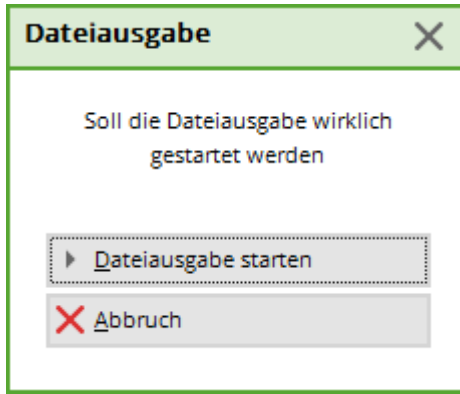 Dateiausgabe
Soll die Dateiausgabe wirklich
gestartet werden
Dateiausgabe starten
Abbruch